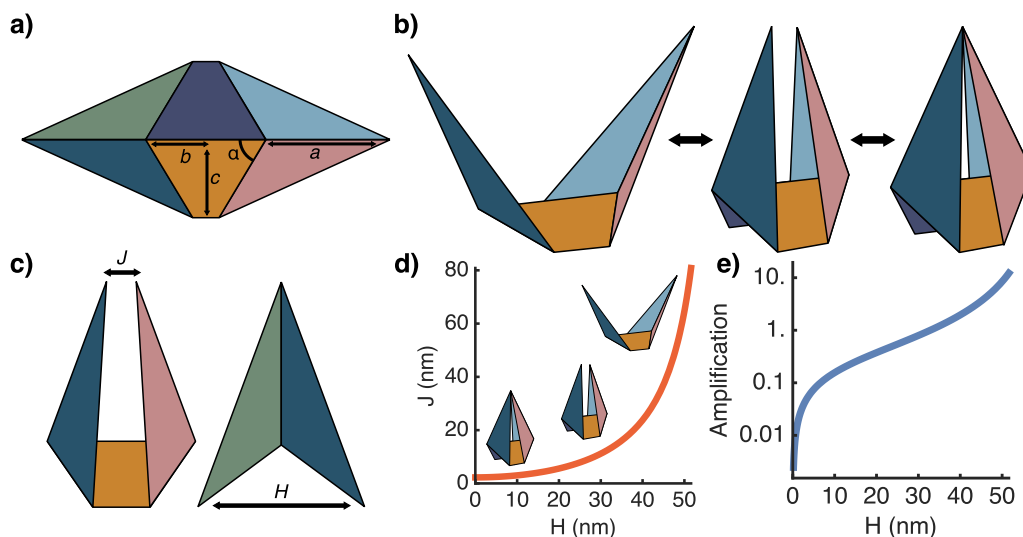 a)
b
α
c
a
b)
c)
J
H
d)
80
60
40
20
0
J (nm)
0 10 20 30 40 50
H (nm)
e)
10.
1.
0.1
0.01
Amplification
0 10 20 30 40 50
H (nm)